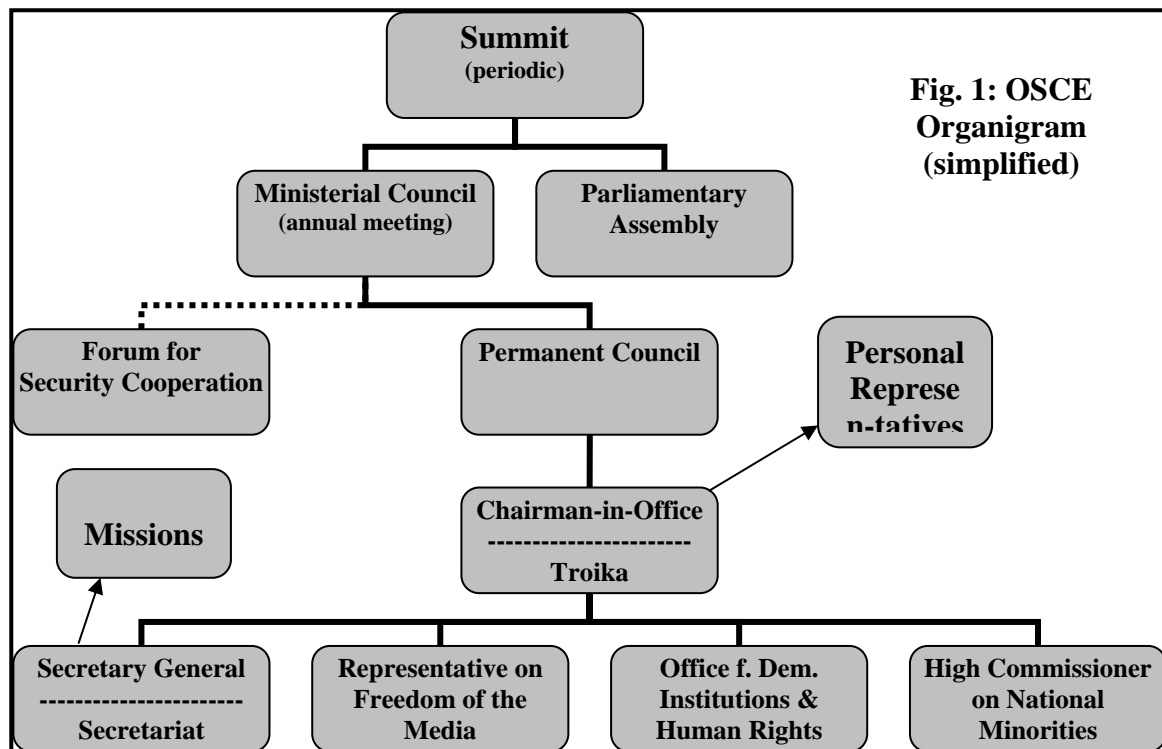 Summit
(periodic)
Fig. 1: OSCE
Organigram
(simplified)
Ministerial Council
(annual meeting)
Parliamentary
Assembly
Forum for
Security Cooperation
Permanent Council
Personal
Represe
n-tatives
Missions
Chairman-in-Office
-----------------------
Troika
Secretary General
-----------------------
Secretariat
Representative on
Freedom of the
Media
Office f. Dem.
Institutions &
Human Rights
High Commissioner
on National
Minorities